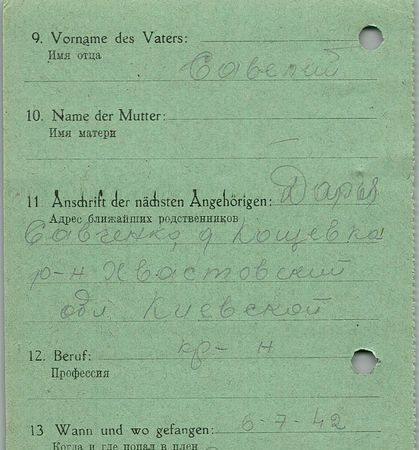 9. Vorname des Vaters:
Имя отца
Савелий
10. Name der Mutter:
Имя матери
11 Anschrift der nächsten Angehörigen: Дарья
Адрес ближайших родственников
Савченко, д Кощевка
р-н Хвастовский
обл Киевской
12. Beruf: кр-н
Профессия
13 Wann und wo gefangen: 6-7-42
Когда и где попал в плен